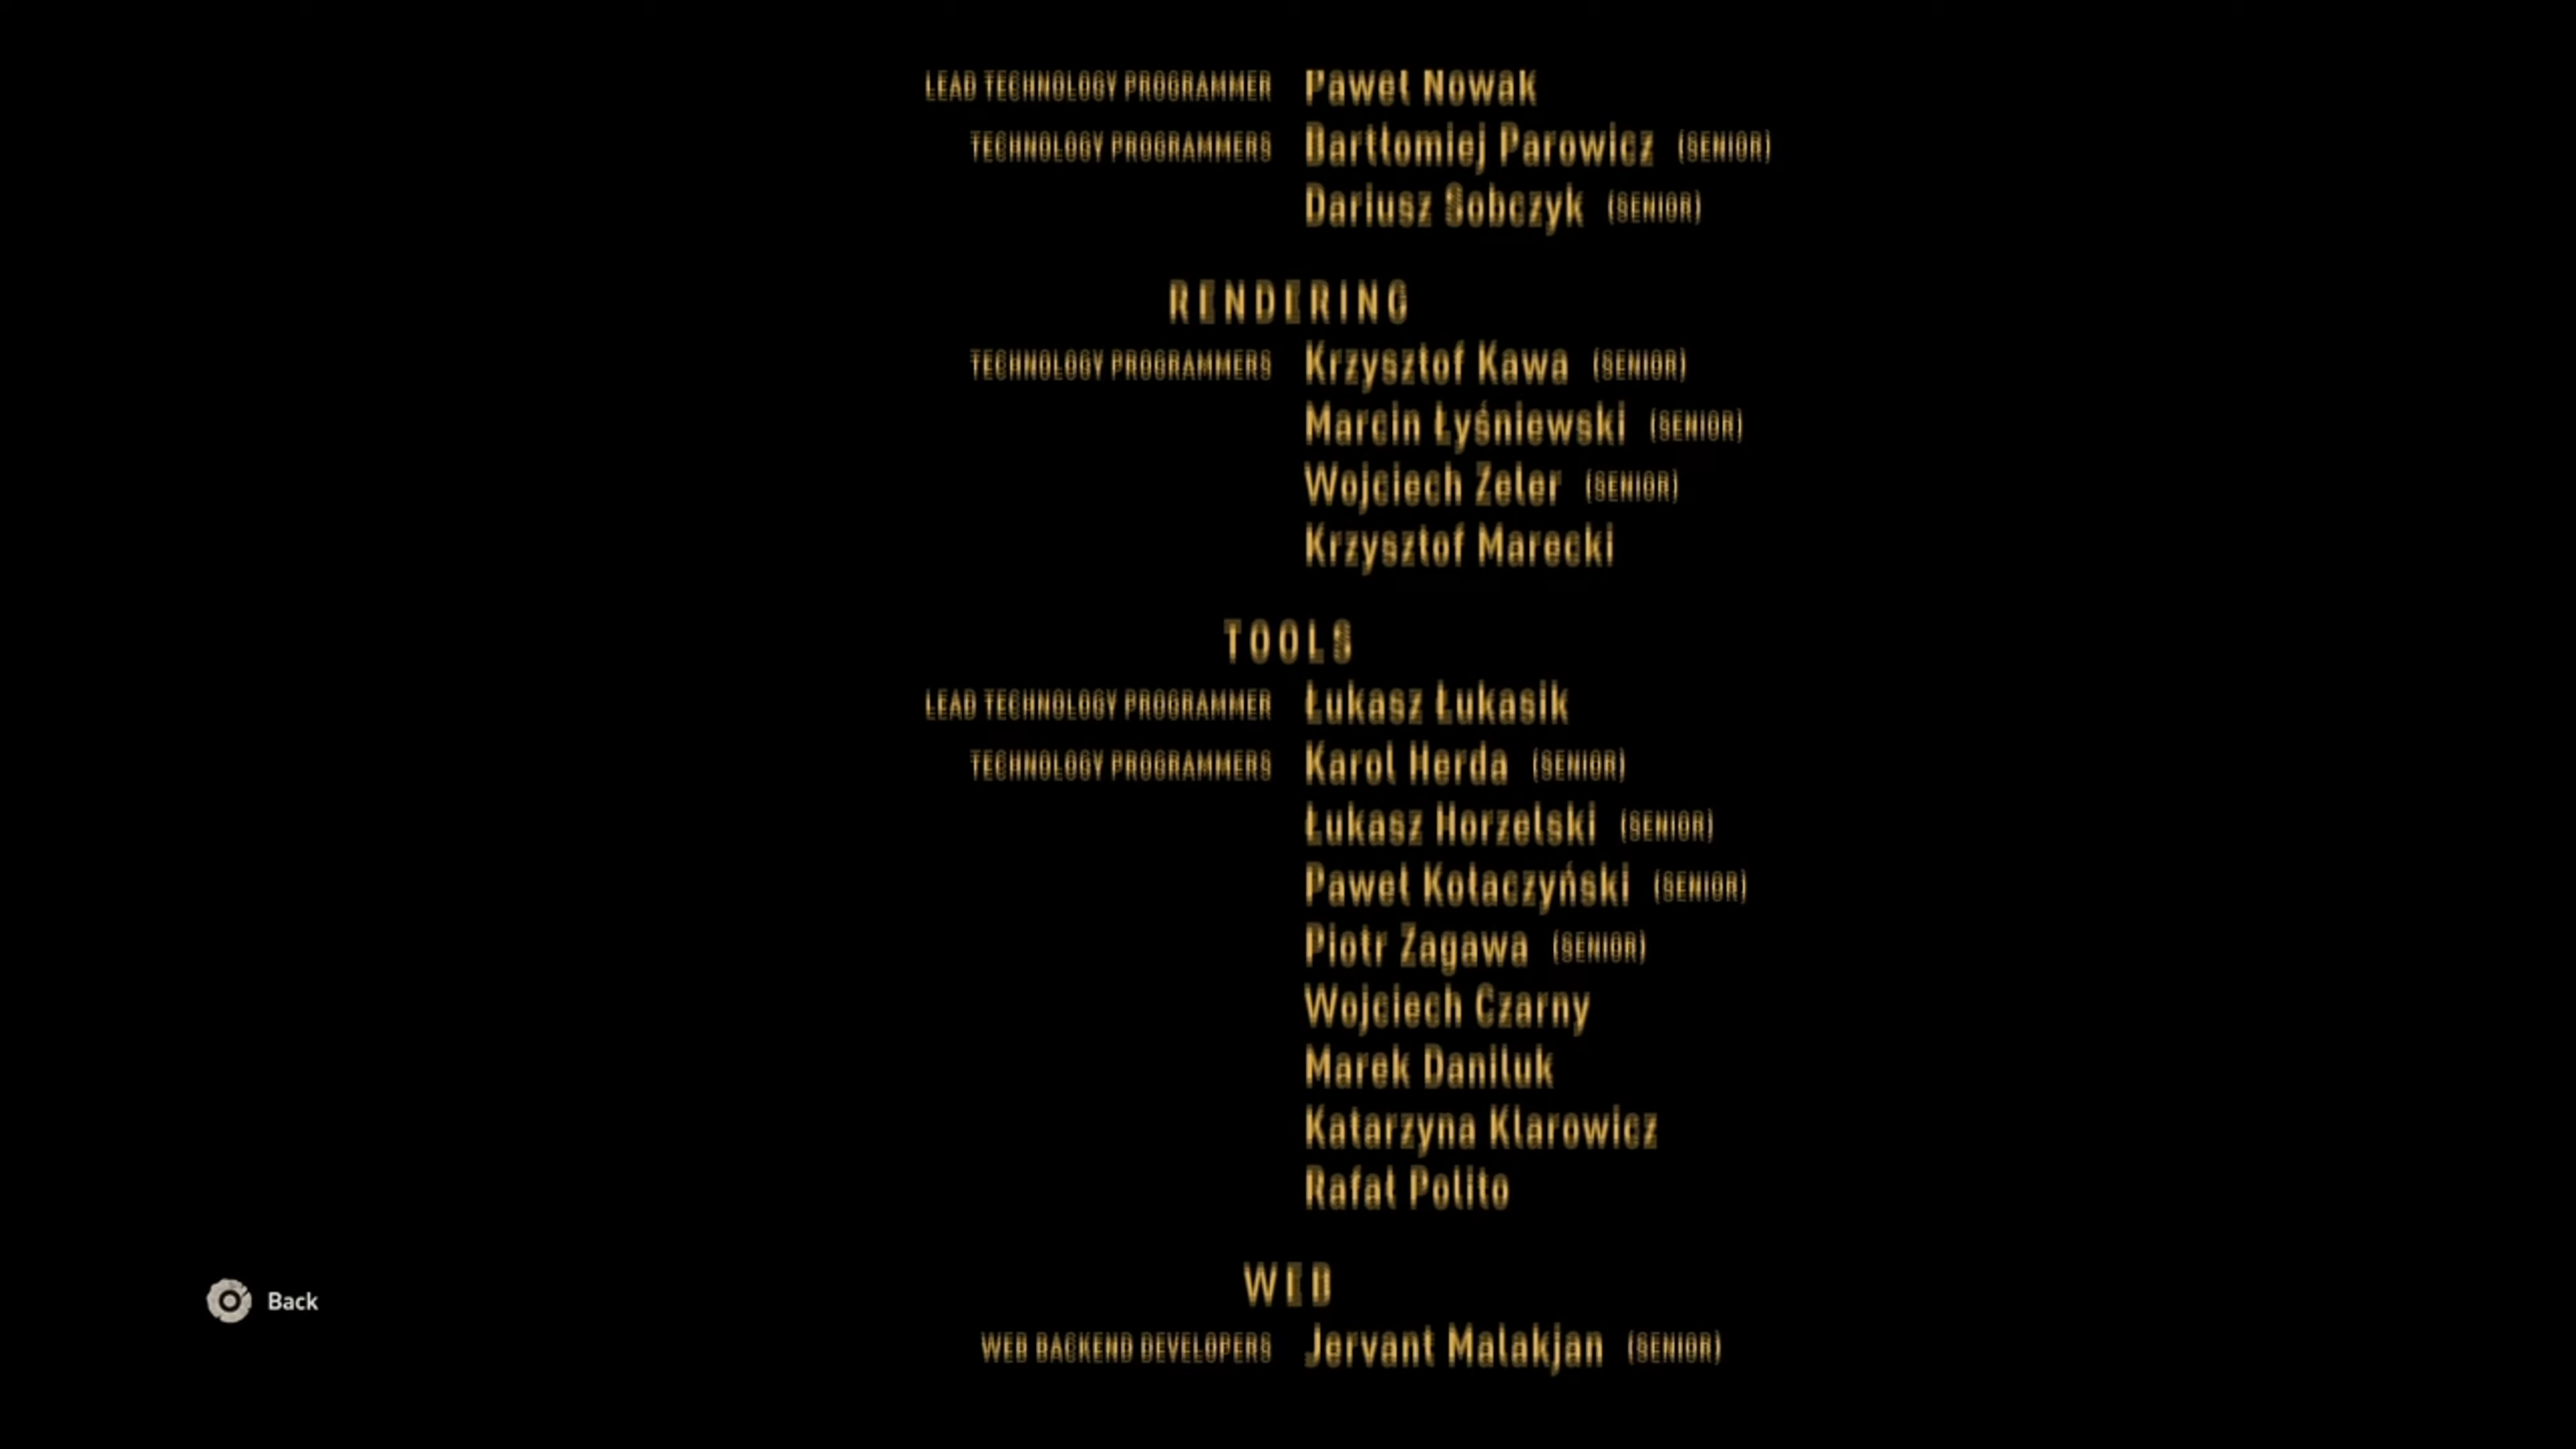 LEAD TECHNOLOGY PROGRAMMER Paweł Nowak
TECHNOLOGY PROGRAMMERS Bartłomiej Parowicz (SENIOR)
Dariusz Sobczyk (SENIOR)
RENDERING
TECHNOLOGY PROGRAMMERS Krzysztof Kawa (SENIOR)
Marcin Łyśniewski (SENIOR)
Wojciech Zeler (SENIOR)
Krzysztof Marecki
TOOLS
LEAD TECHNOLOGY PROGRAMMER Łukasz Łukasik
TECHNOLOGY PROGRAMMERS Karol Herda (SENIOR)
Łukasz Horzelski (SENIOR)
Paweł Kołaczyński (SENIOR)
Piotr Zagawa (SENIOR)
Wojciech Czarny
Marek Daniluk
Katarzyna Klarowicz
Rafał Polito
WEB
Back
WEB BACKEND DEVELOPERS Jervant Malakjan (SENIOR)